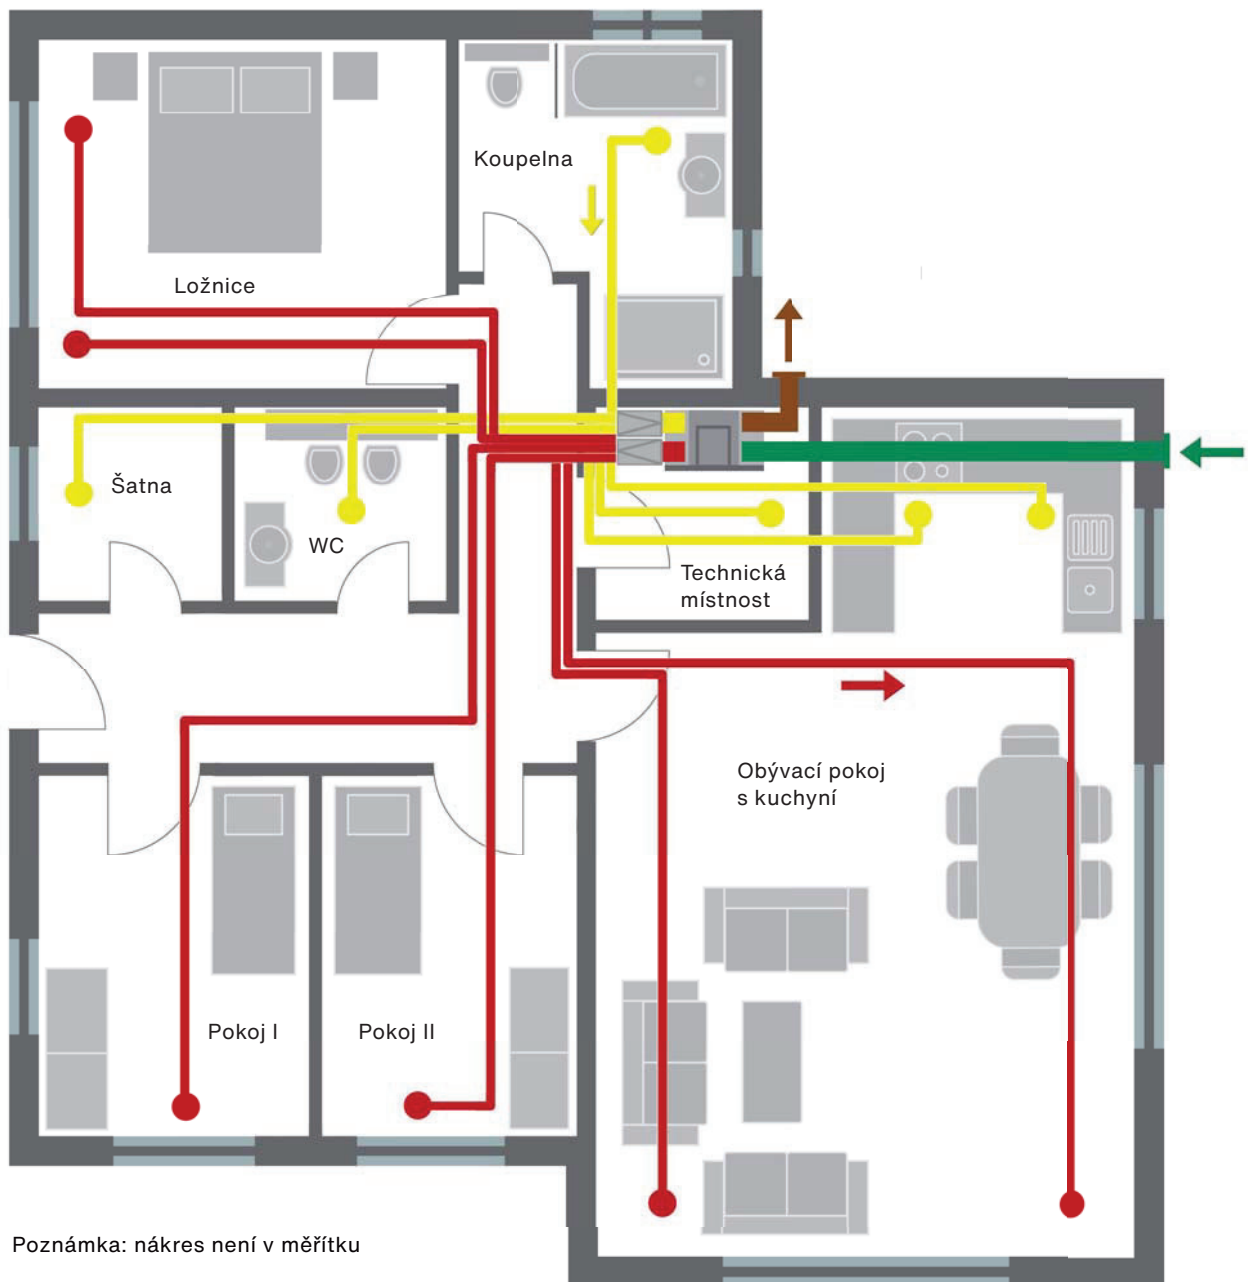 Koupelna
Ložnice
Šatna
WC
Technická
místnost
Obývací pokoj
s kuchyní
Pokoj I
Pokoj II
Poznámka: nákres není v měřítku